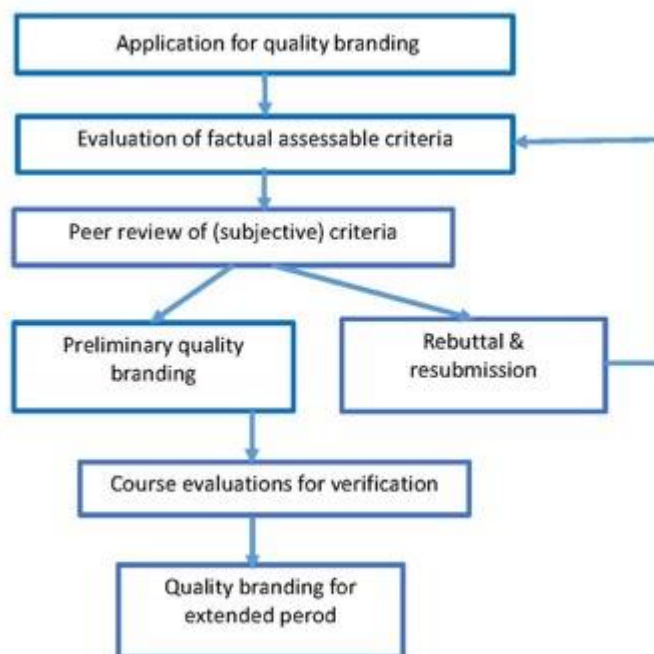 Application for quality branding
Evaluation of factual assessable criteria
Peer review of (subjective) criteria
Preliminary quality
branding
Rebuttal &
resubmission
Course evaluations for verification
Quality branding for
extended perod